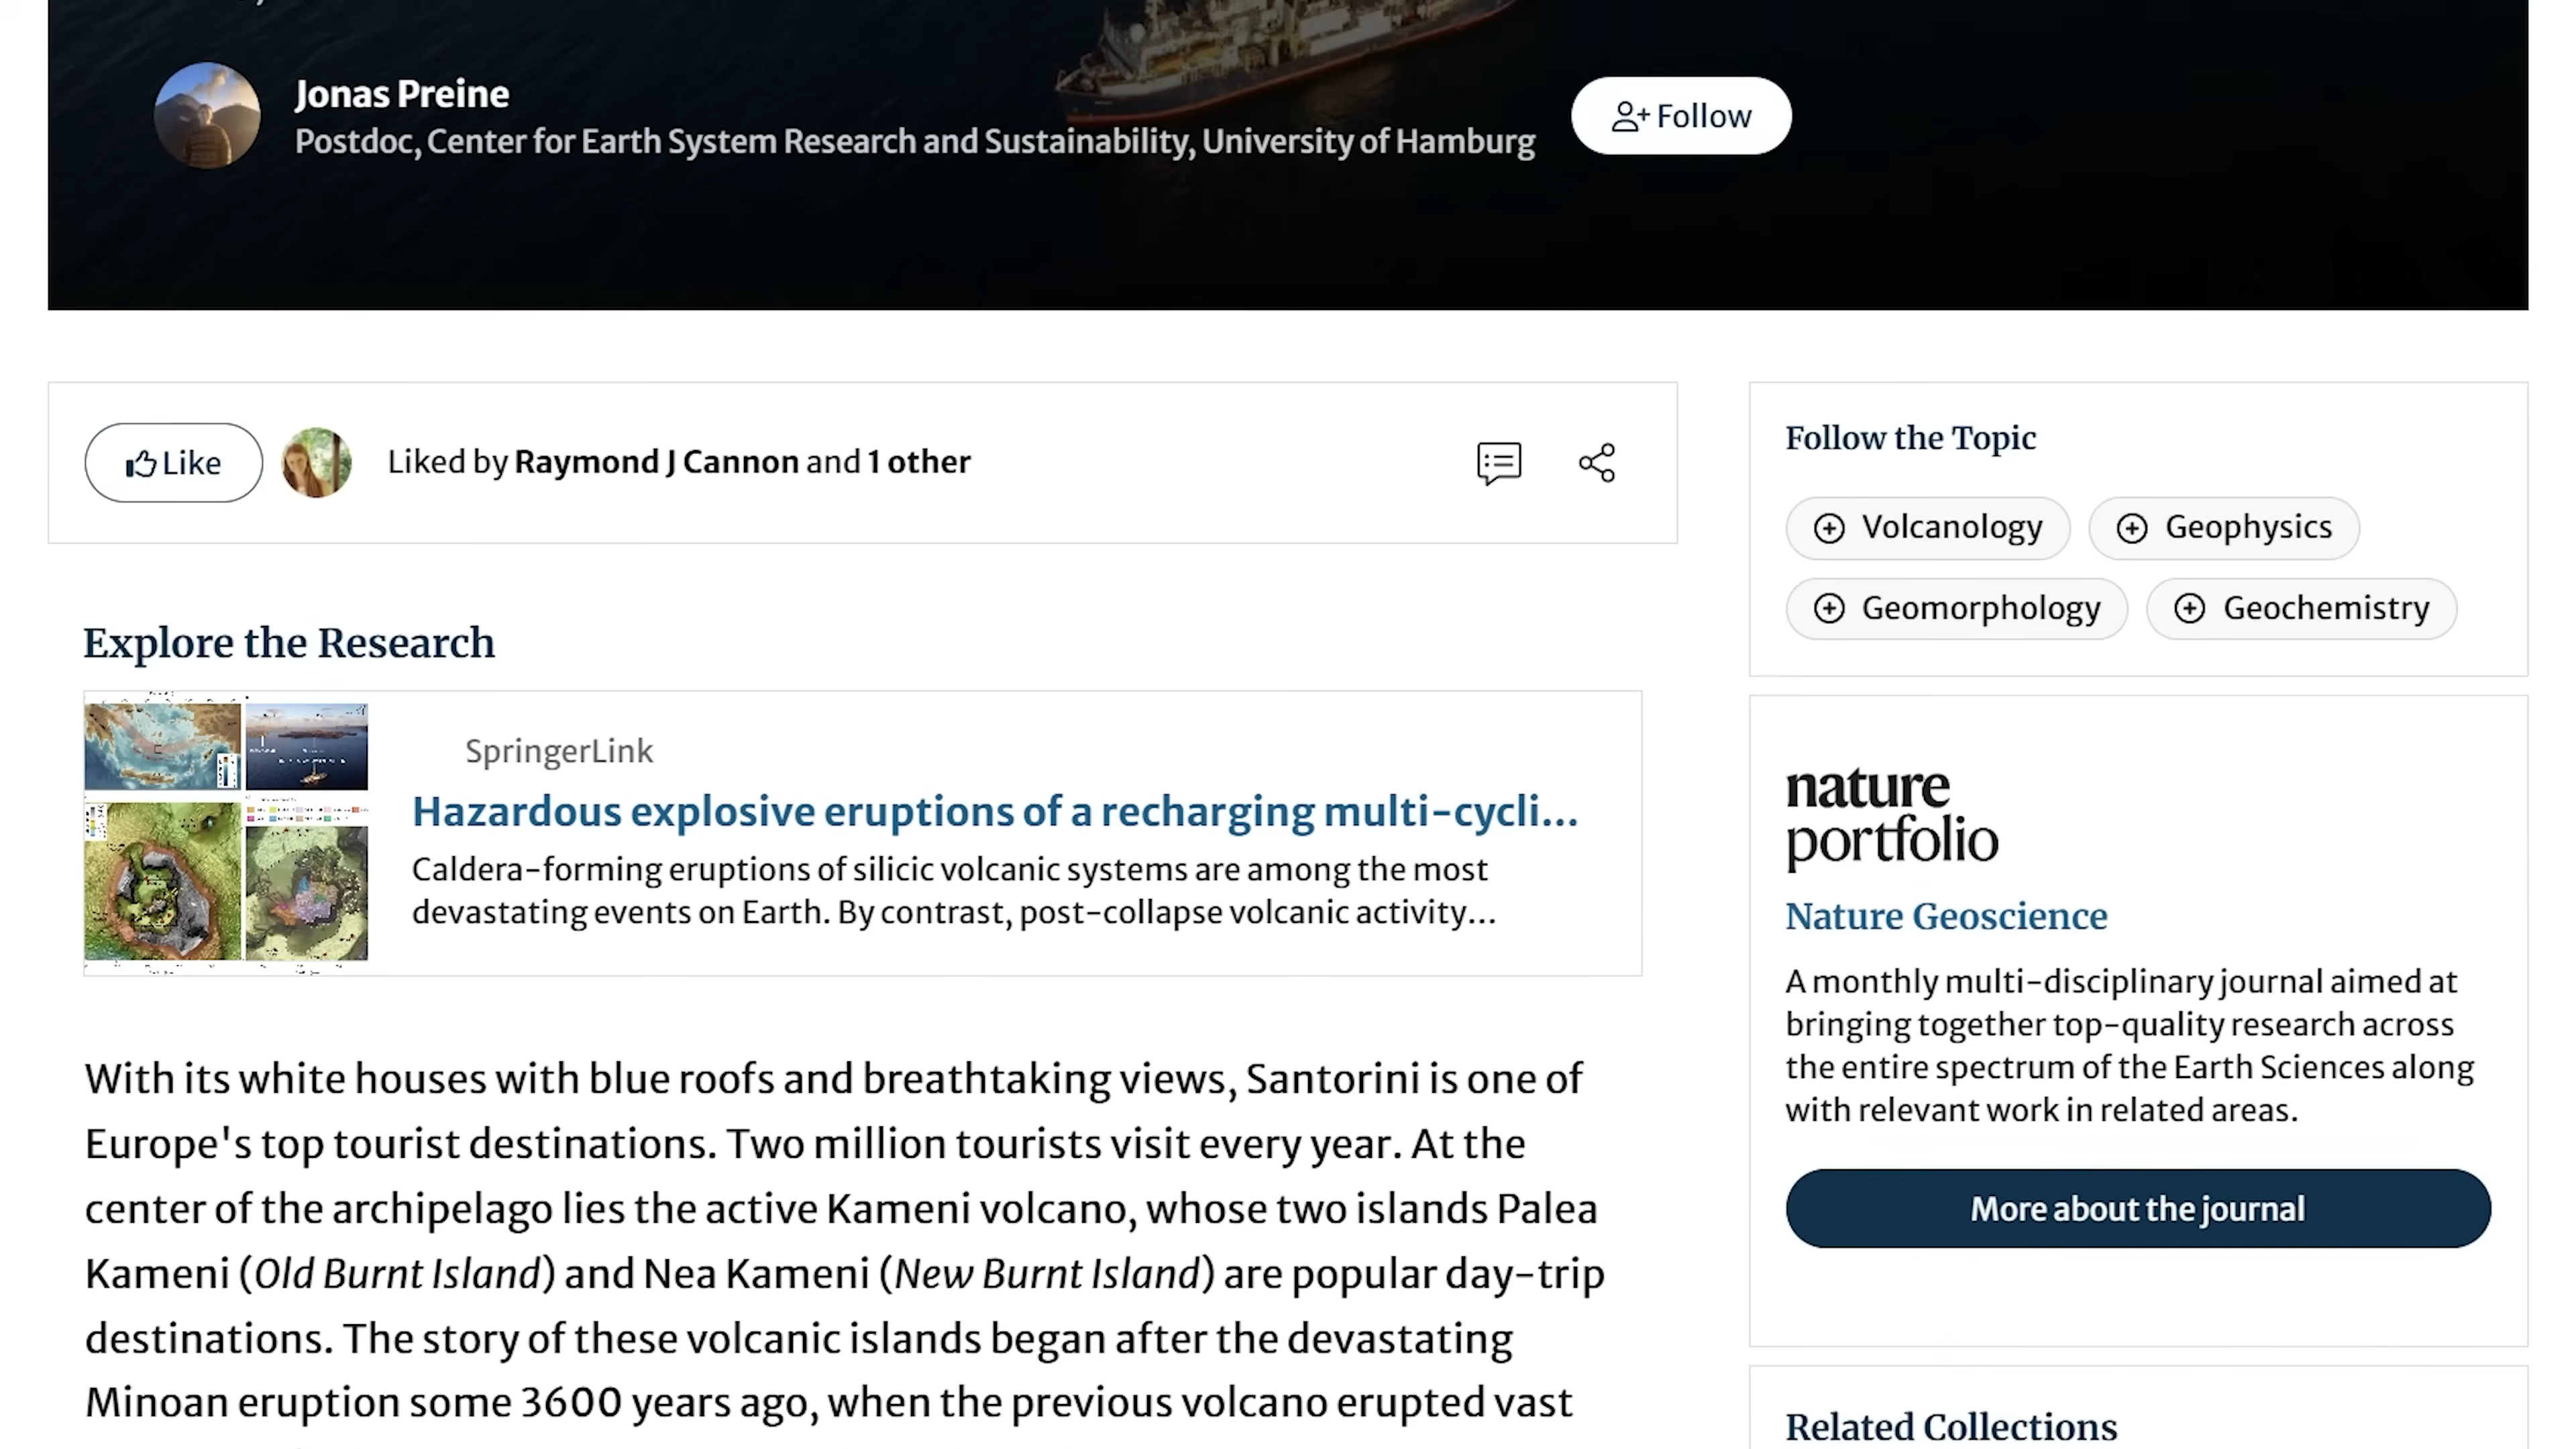 Jonas Preine
Postdoc, Center for Earth System Research and Sustainability, University of Hamburg
Follow
Like
Liked by Raymond J Cannon and 1 other
Explore the Research
SpringerLink
Hazardous explosive eruptions of a recharging multi-cycli...
Caldera-forming eruptions of silicic volcanic systems are among the most
devastating events on Earth. By contrast, post-collapse volcanic activity...
With its white houses with blue roofs and breathtaking views, Santorini is one of
Europe's top tourist destinations. Two million tourists visit every year. At the
center of the archipelago lies the active Kameni volcano, whose two islands Palea
Kameni (Old Burnt Island) and Nea Kameni (New Burnt Island) are popular day-trip
destinations. The story of these volcanic islands began after the devastating
Minoan eruption some 3600 years ago, when the previous volcano erupted vast
Follow the Topic
Volcanology
Geophysics
Geomorphology
Geochemistry
nature
portfolio
Nature Geoscience
A monthly multi-disciplinary journal aimed at
bringing together top-quality research across
the entire spectrum of the Earth Sciences along
with relevant work in related areas.
More about the journal
Related Collections